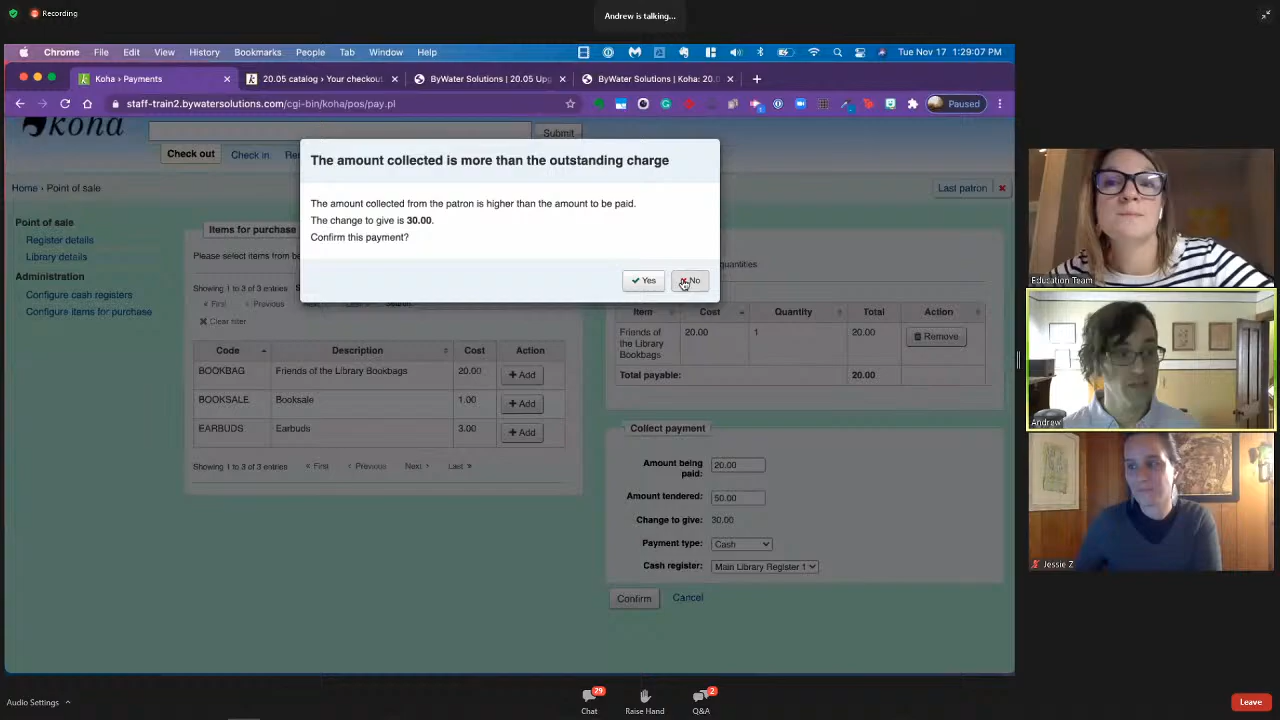 Recording
Andrew is talking...
Chrome File Edit View History Bookmarks People Tab Window Help
Tue Nov 17 1:29:07 PM
Koha › Payments
20.05 catalog › Your checkout
ByWater Solutions | 20.05 Upg
ByWater Solutions | Koha: 20.0
staff-train2.bywatersolutions.com/cgi-bin/koha/pos/pay.pl
Paused
koha
Submit
Check out Check in
Home › Point of sale
Last patron
The amount collected is more than the outstanding charge
The amount collected from the patron is higher than the amount to be paid.
The change to give is 30.00.
Confirm this payment?
Yes
No
Point of sale
Register details
Library details
Administration
Configure cash registers
Configure items for purchase
Items for purchase
Please select items from be
Showing 1 to 3 of 3 entries
First Previous
Clear filter
Code Description Cost Action
BOOKBAG Friends of the Library Bookbags 20.00 + Add
BOOKSALE Booksale 1.00 + Add
EARBUDS Earbuds 3.00 + Add
Showing 1 to 3 of 3 entries « First ‹ Previous Next › Last »
quantities
Item Cost Quantity Total Action
Friends of the Library Bookbags 20.00 1 20.00 Remove
Total payable: 20.00
Collect payment
Amount being paid: 20.00
Amount tendered: 50.00
Change to give: 30.00
Payment type: Cash
Cash register: Main Library Register 1
Confirm Cancel
Education Team
Andrew
Jessie Z
Audio Settings
29
Chat
Raise Hand
2
Q&A
Leave